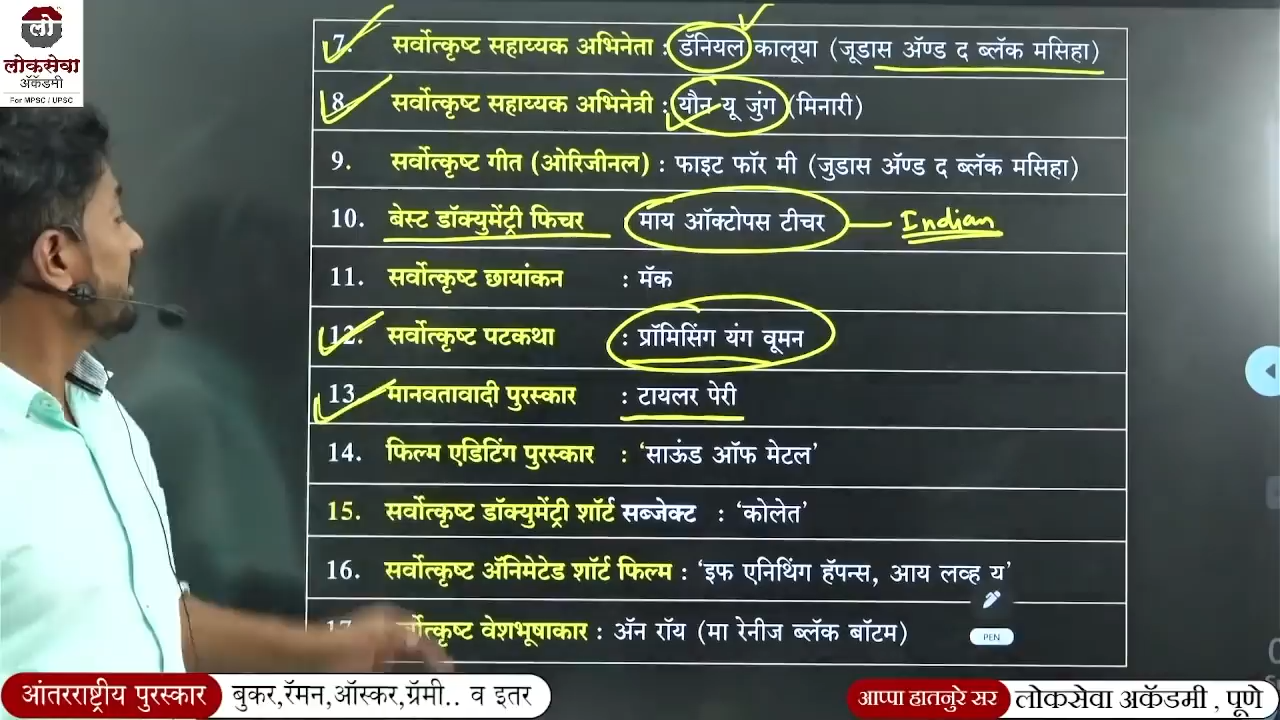 लो
लोकसेवा
अ‍ॅकॅडमी
For MPSC / UPSC
7. सर्वोत्कृष्ट सहाय्यक अभिनेता : डॅनियल कालूया (जूडास अ‍ॅण्ड द ब्लॅक मसिहा)
8. सर्वोत्कृष्ट सहाय्यक अभिनेत्री : यौन यू जुंग (मिनारी)
9. सर्वोत्कृष्ट गीत (ओरिजीनल) : फाइट फॉर मी (जुडास अ‍ॅण्ड द ब्लॅक मसिहा)
10. बेस्ट डॉक्युमेंट्री फिचर माय ऑक्टोपस टीचर — Indian
11. सर्वोत्कृष्ट छायांकन : मॅक
12. सर्वोत्कृष्ट पटकथा : प्रॉमिसिंग यंग वूमन
13 मानवतावादी पुरस्कार : टायलर पेरी
14. फिल्म एडिटिंग पुरस्कार : 'साऊंड ऑफ मेटल'
15. सर्वोत्कृष्ट डॉक्युमेंट्री शॉर्ट सब्जेक्ट : 'कोलेत'
16. सर्वोत्कृष्ट अ‍ॅनिमेटेड शॉर्ट फिल्म : 'इफ एनिथिंग हॅपन्स, आय लव्ह य'
17. सर्वोत्कृष्ट वेशभूषाकार : अ‍ॅन रॉय (मा रेनीज ब्लॅक बॉटम)
PEN
आंतरराष्ट्रीय पुरस्कार बुकर,रॅमन,ऑस्कर,ग्रॅमी.. व इतर
आप्पा हातनुरे सर लोकसेवा अकॅडमी , पूणे